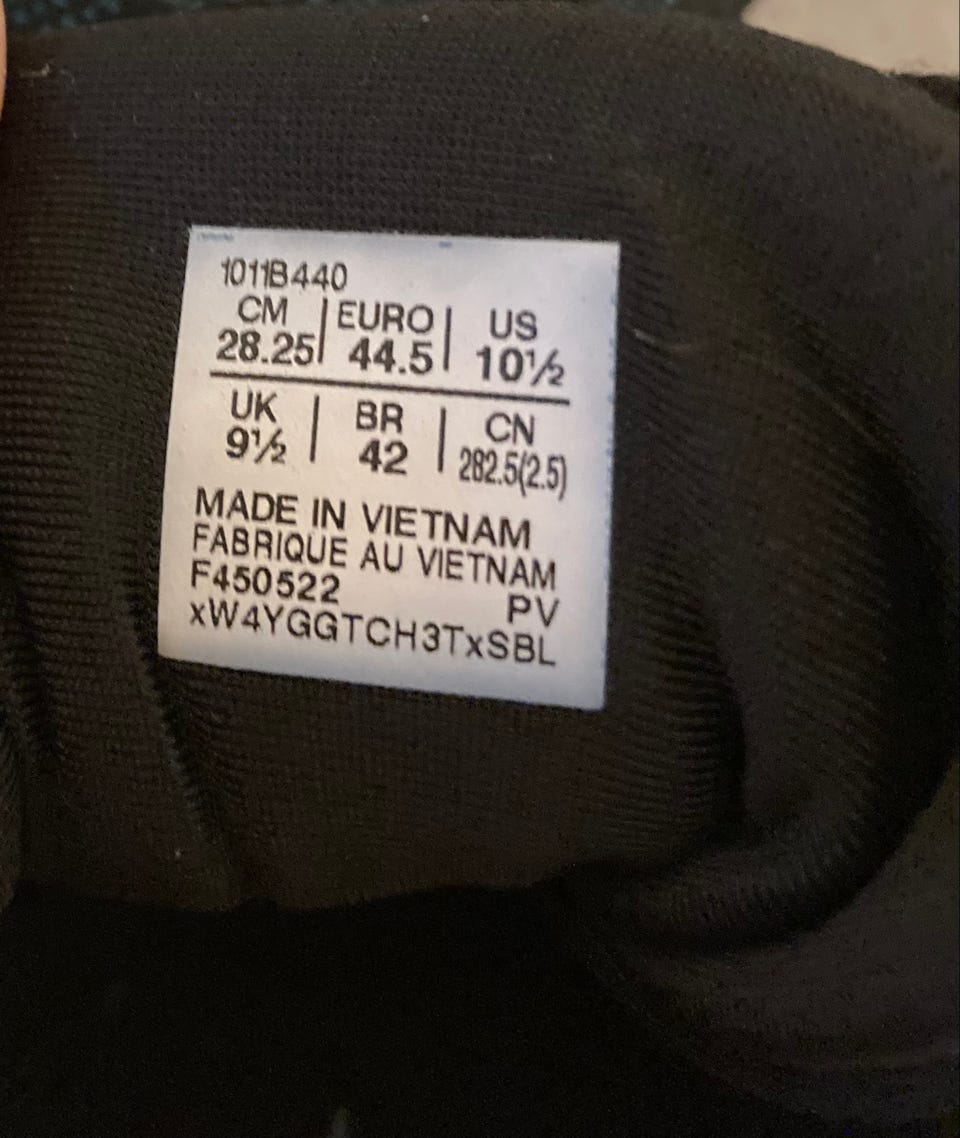 1011B440
CM | EURO | US
28.25 | 44.5 | 10½
UK | BR | CN
9½ | 42 | 282.5(2.5)
MADE IN VIETNAM
FABRIQUE AU VIETNAM
F450522 PV
xW4YGGTCH3TxSBL